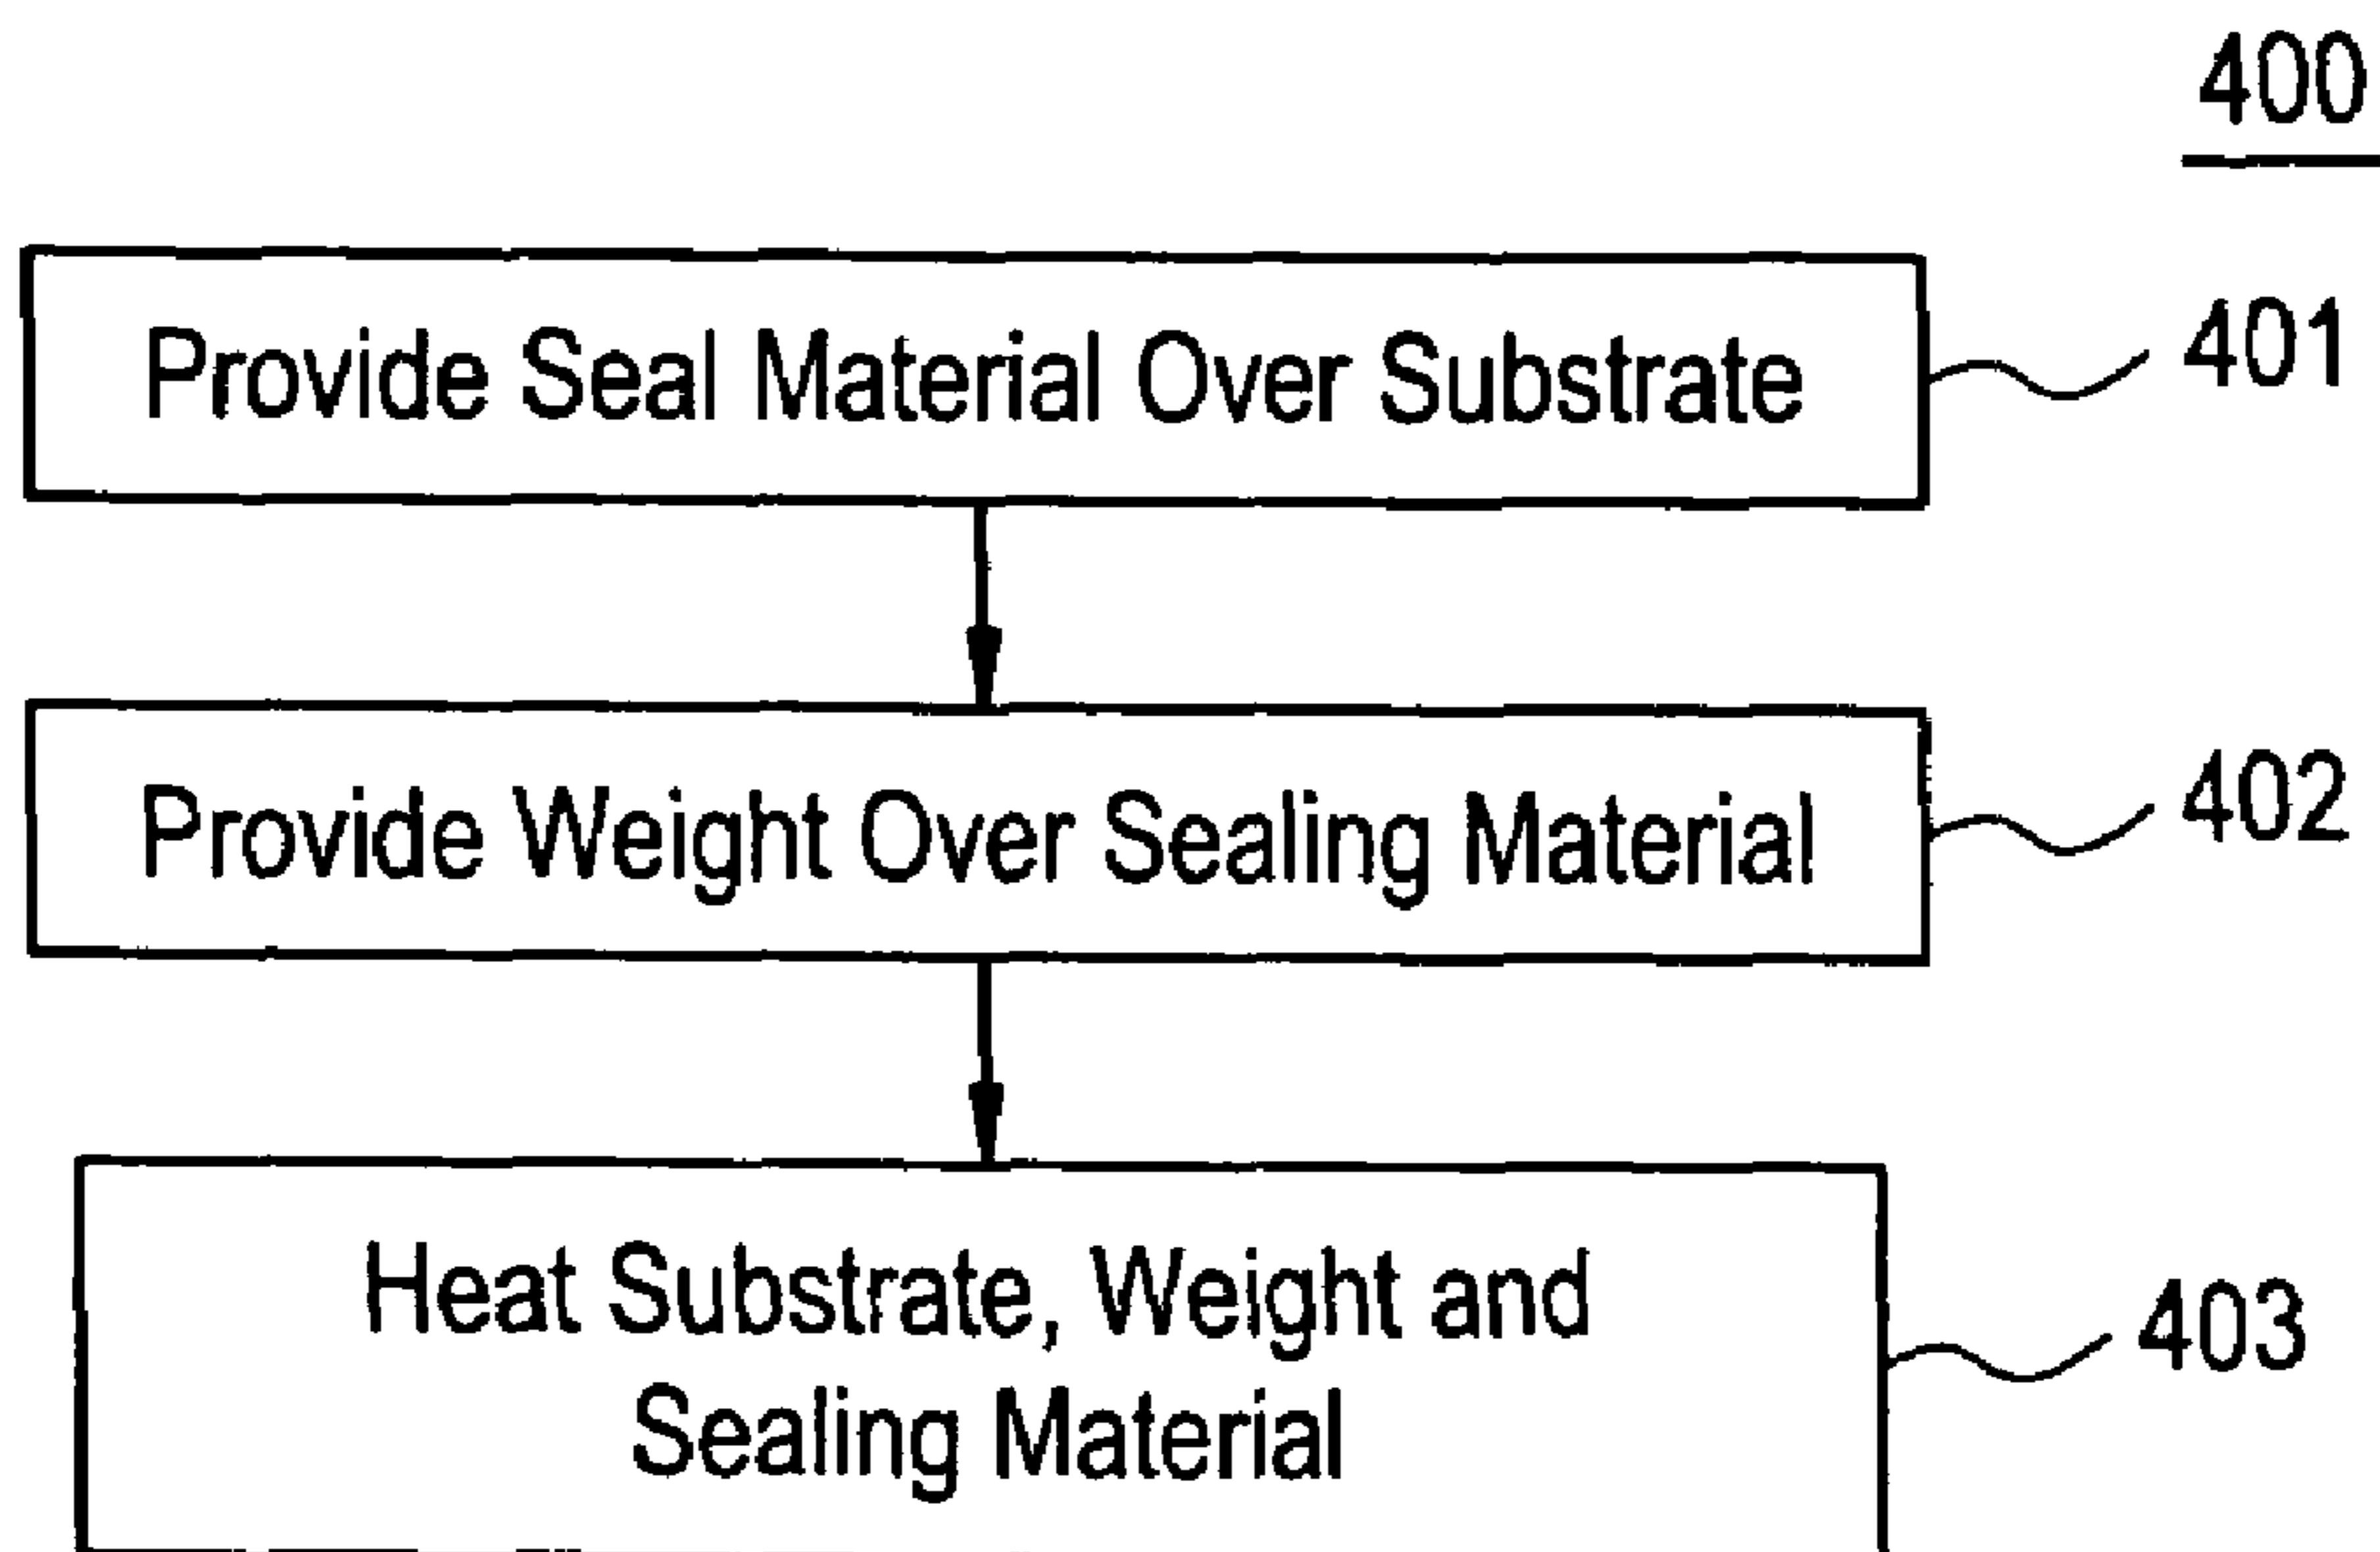 400
Provide Seal Material Over Substrate
401
Provide Weight Over Sealing Material
402
Heat Substrate, Weight and
Sealing Material
403